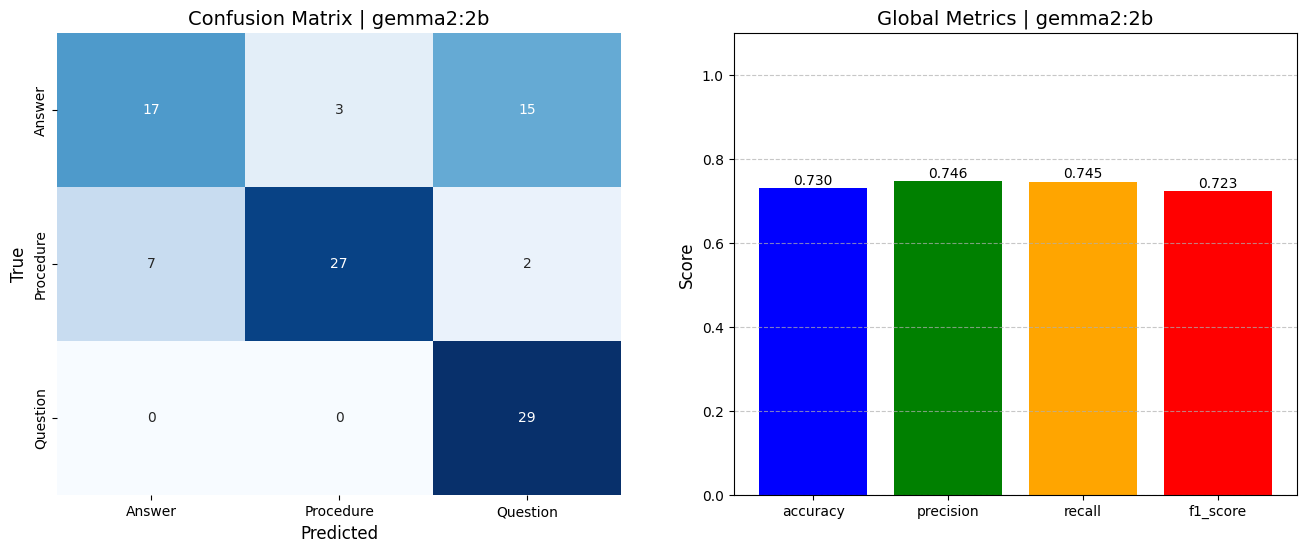 Confusion Matrix | gemma2:2b
True
Answer
Procedure
Question
17 3 15
7 27 2
0 0 29
Answer Procedure Question
Predicted
Global Metrics | gemma2:2b
Score
1.0
0.8
0.6
0.4
0.2
0.0
0.730 0.746 0.745 0.723
accuracy precision recall f1_score